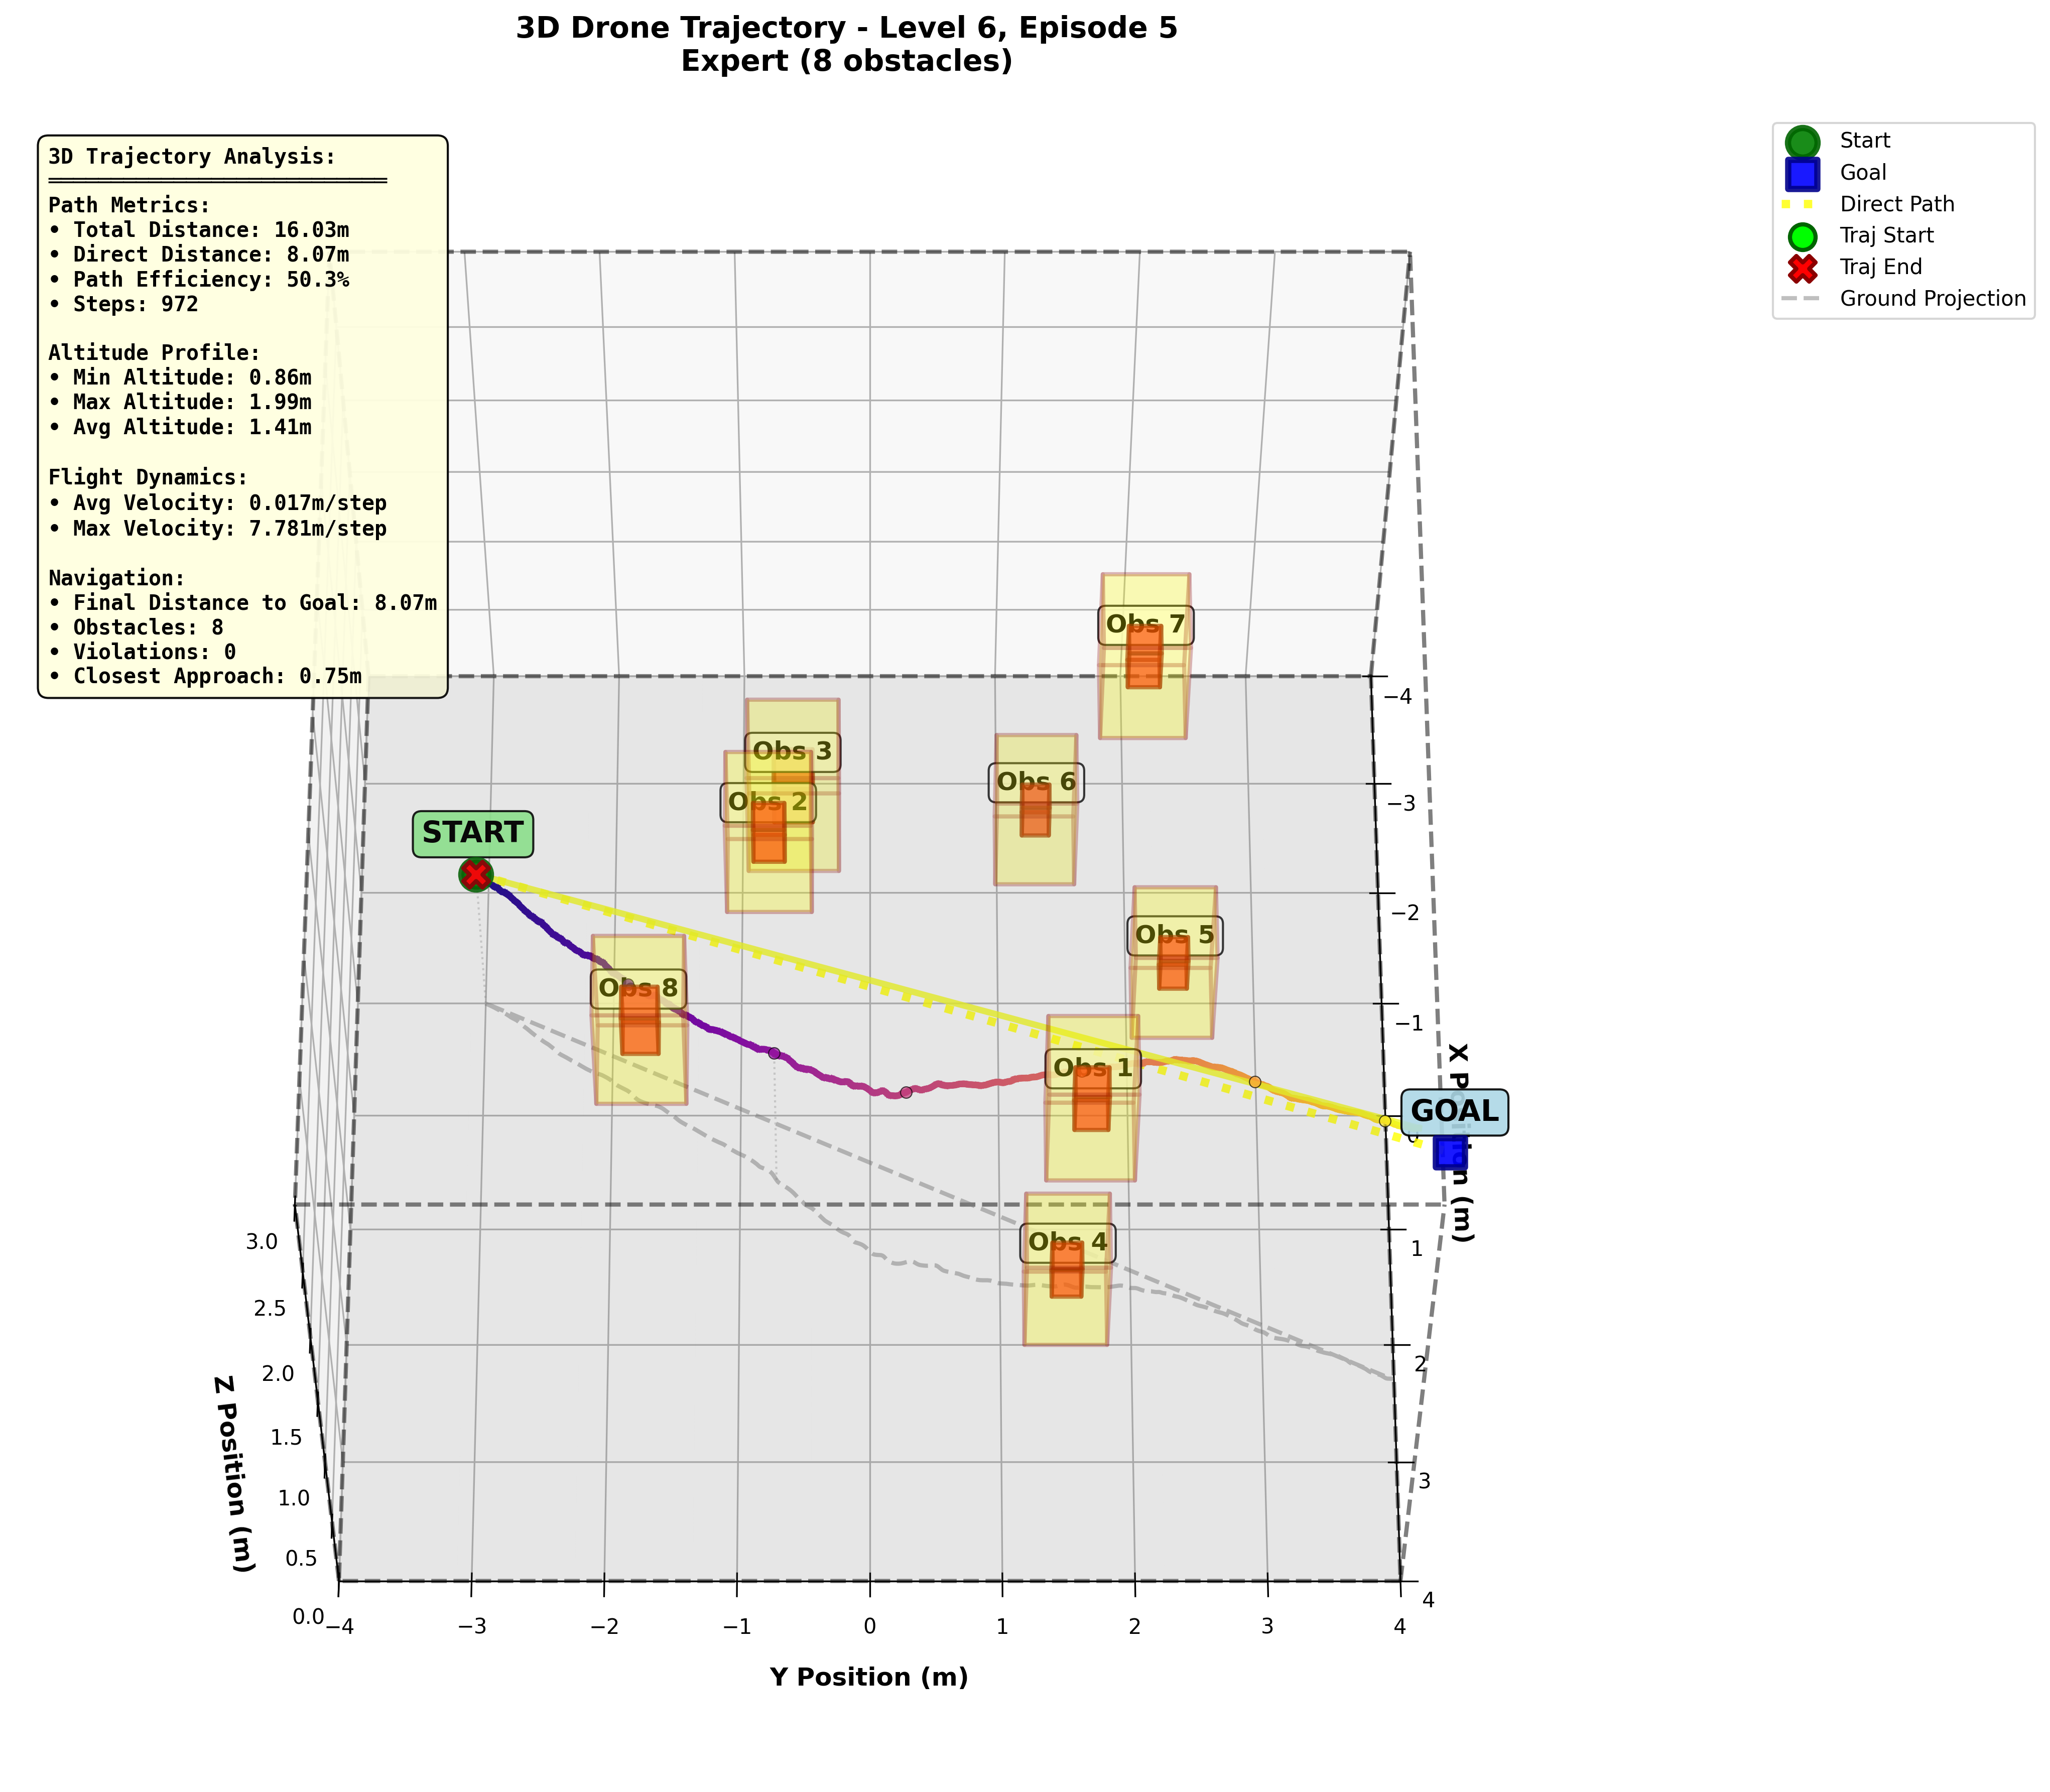 3D Drone Trajectory - Level 6, Episode 5
Expert (8 obstacles)
3D Trajectory Analysis:
Path Metrics:
• Total Distance: 16.03m
• Direct Distance: 8.07m
• Path Efficiency: 50.3%
• Steps: 972
Altitude Profile:
• Min Altitude: 0.86m
• Max Altitude: 1.99m
• Avg Altitude: 1.41m
Flight Dynamics:
• Avg Velocity: 0.017m/step
• Max Velocity: 7.781m/step
Navigation:
• Final Distance to Goal: 8.07m
• Obstacles: 8
• Violations: 0
• Closest Approach: 0.75m
Start
Goal
Direct Path
Traj Start
Traj End
Ground Projection
Obs 7
Obs 3
Obs 6
Obs 2
START
Obs 5
Obs 8
Obs 1
GOAL
Obs 4
−4
−3
−2
−1
0
1
2
3
4
X Position (m)
3.0
2.5
2.0
1.5
1.0
0.5
0.0
Z Position (m)
−4
−3
−2
−1
0
1
2
3
4
Y Position (m)